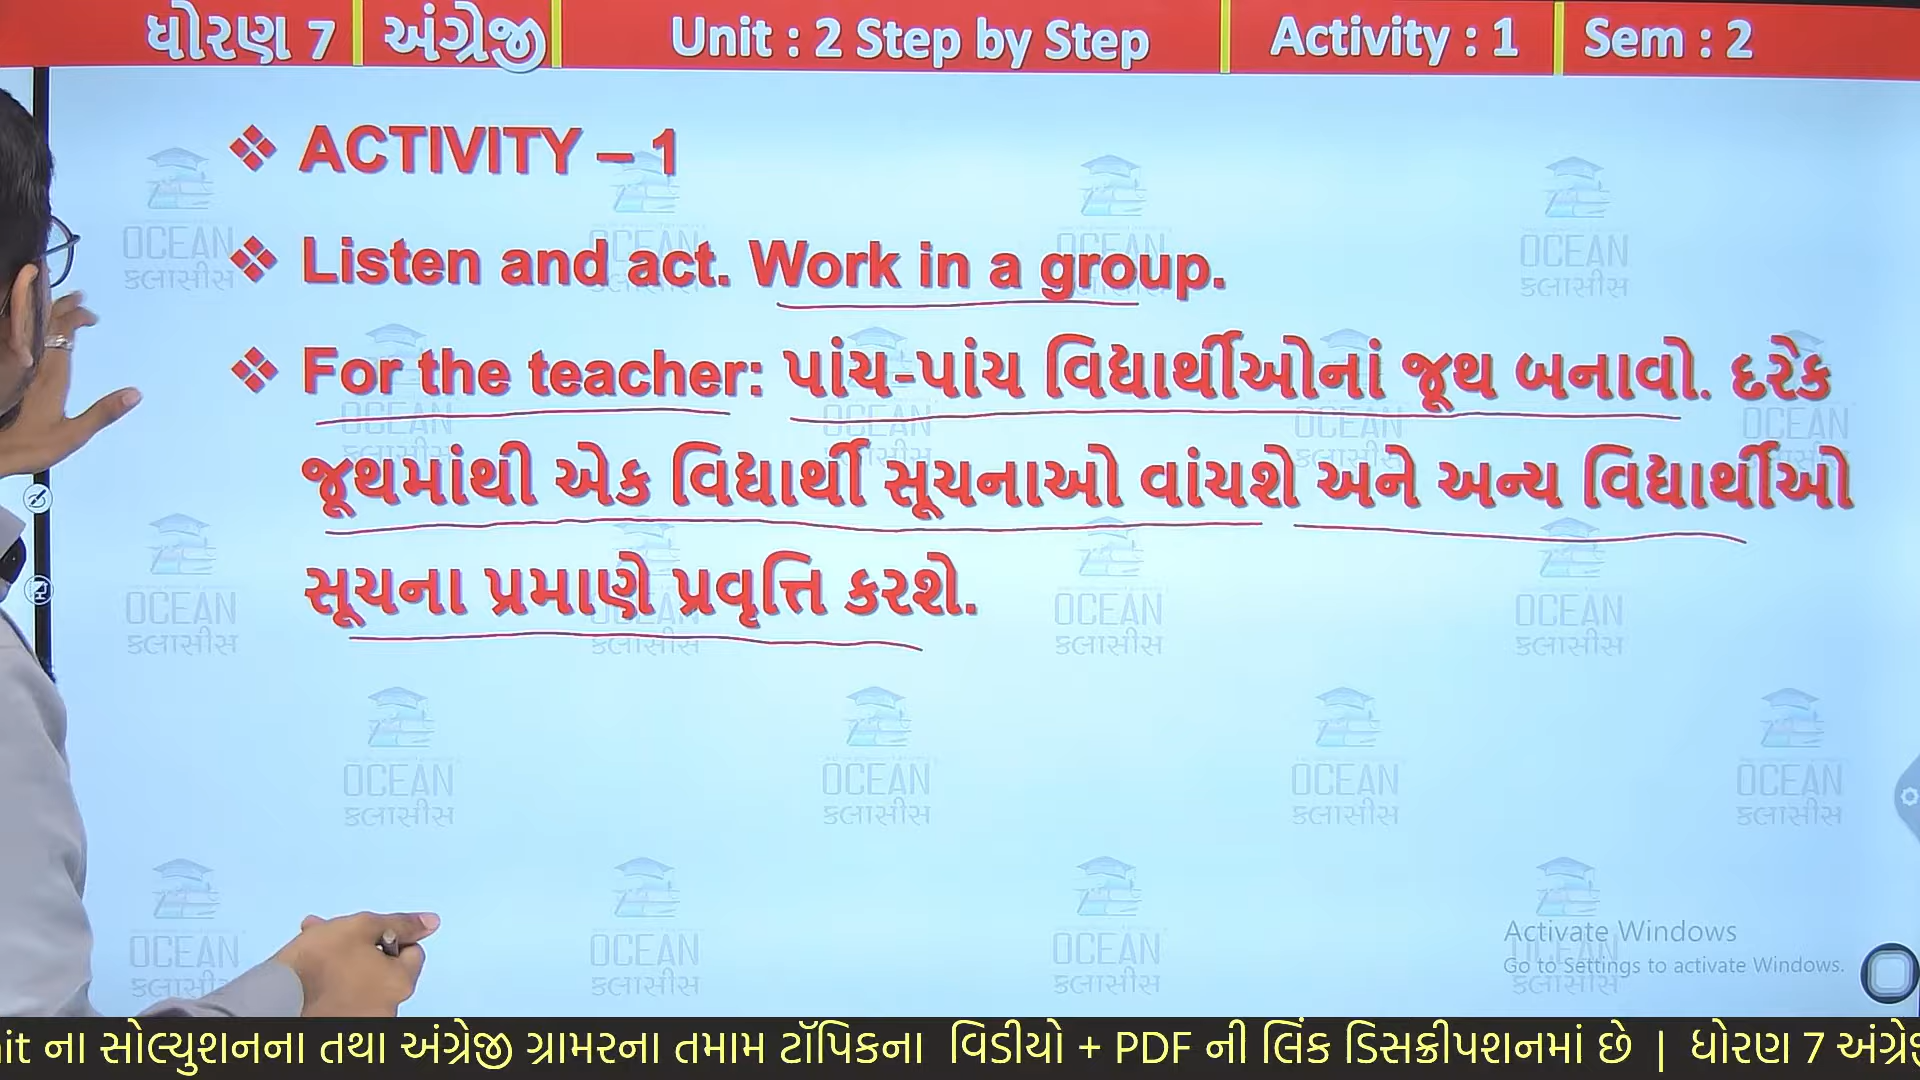 ધોરણ 7 અંગ્રેજી Unit : 2 Step by Step Activity : 1 Sem : 2
❖ ACTIVITY – 1
❖ Listen and act. Work in a group.
❖ For the teacher: પાંચ-પાંચ વિદ્યાર્થીઓનાં જૂથ બનાવો. દરેક
જૂથમાંથી એક વિદ્યાર્થી સૂચનાઓ વાંચશે અને અન્ય વિદ્યાર્થીઓ
સૂચના પ્રમાણે પ્રવૃત્તિ કરશે.
OCEAN
ક્લાસીસ
Activate Windows
Go to Settings to activate Windows.
ના સોલ્યુશનના તથા અંગ્રેજી ગ્રામરના તમામ ટૉપિકના વિડીયો + PDF ની લિંક ડિસક્રીપશનમાં છે | ધોરણ 7